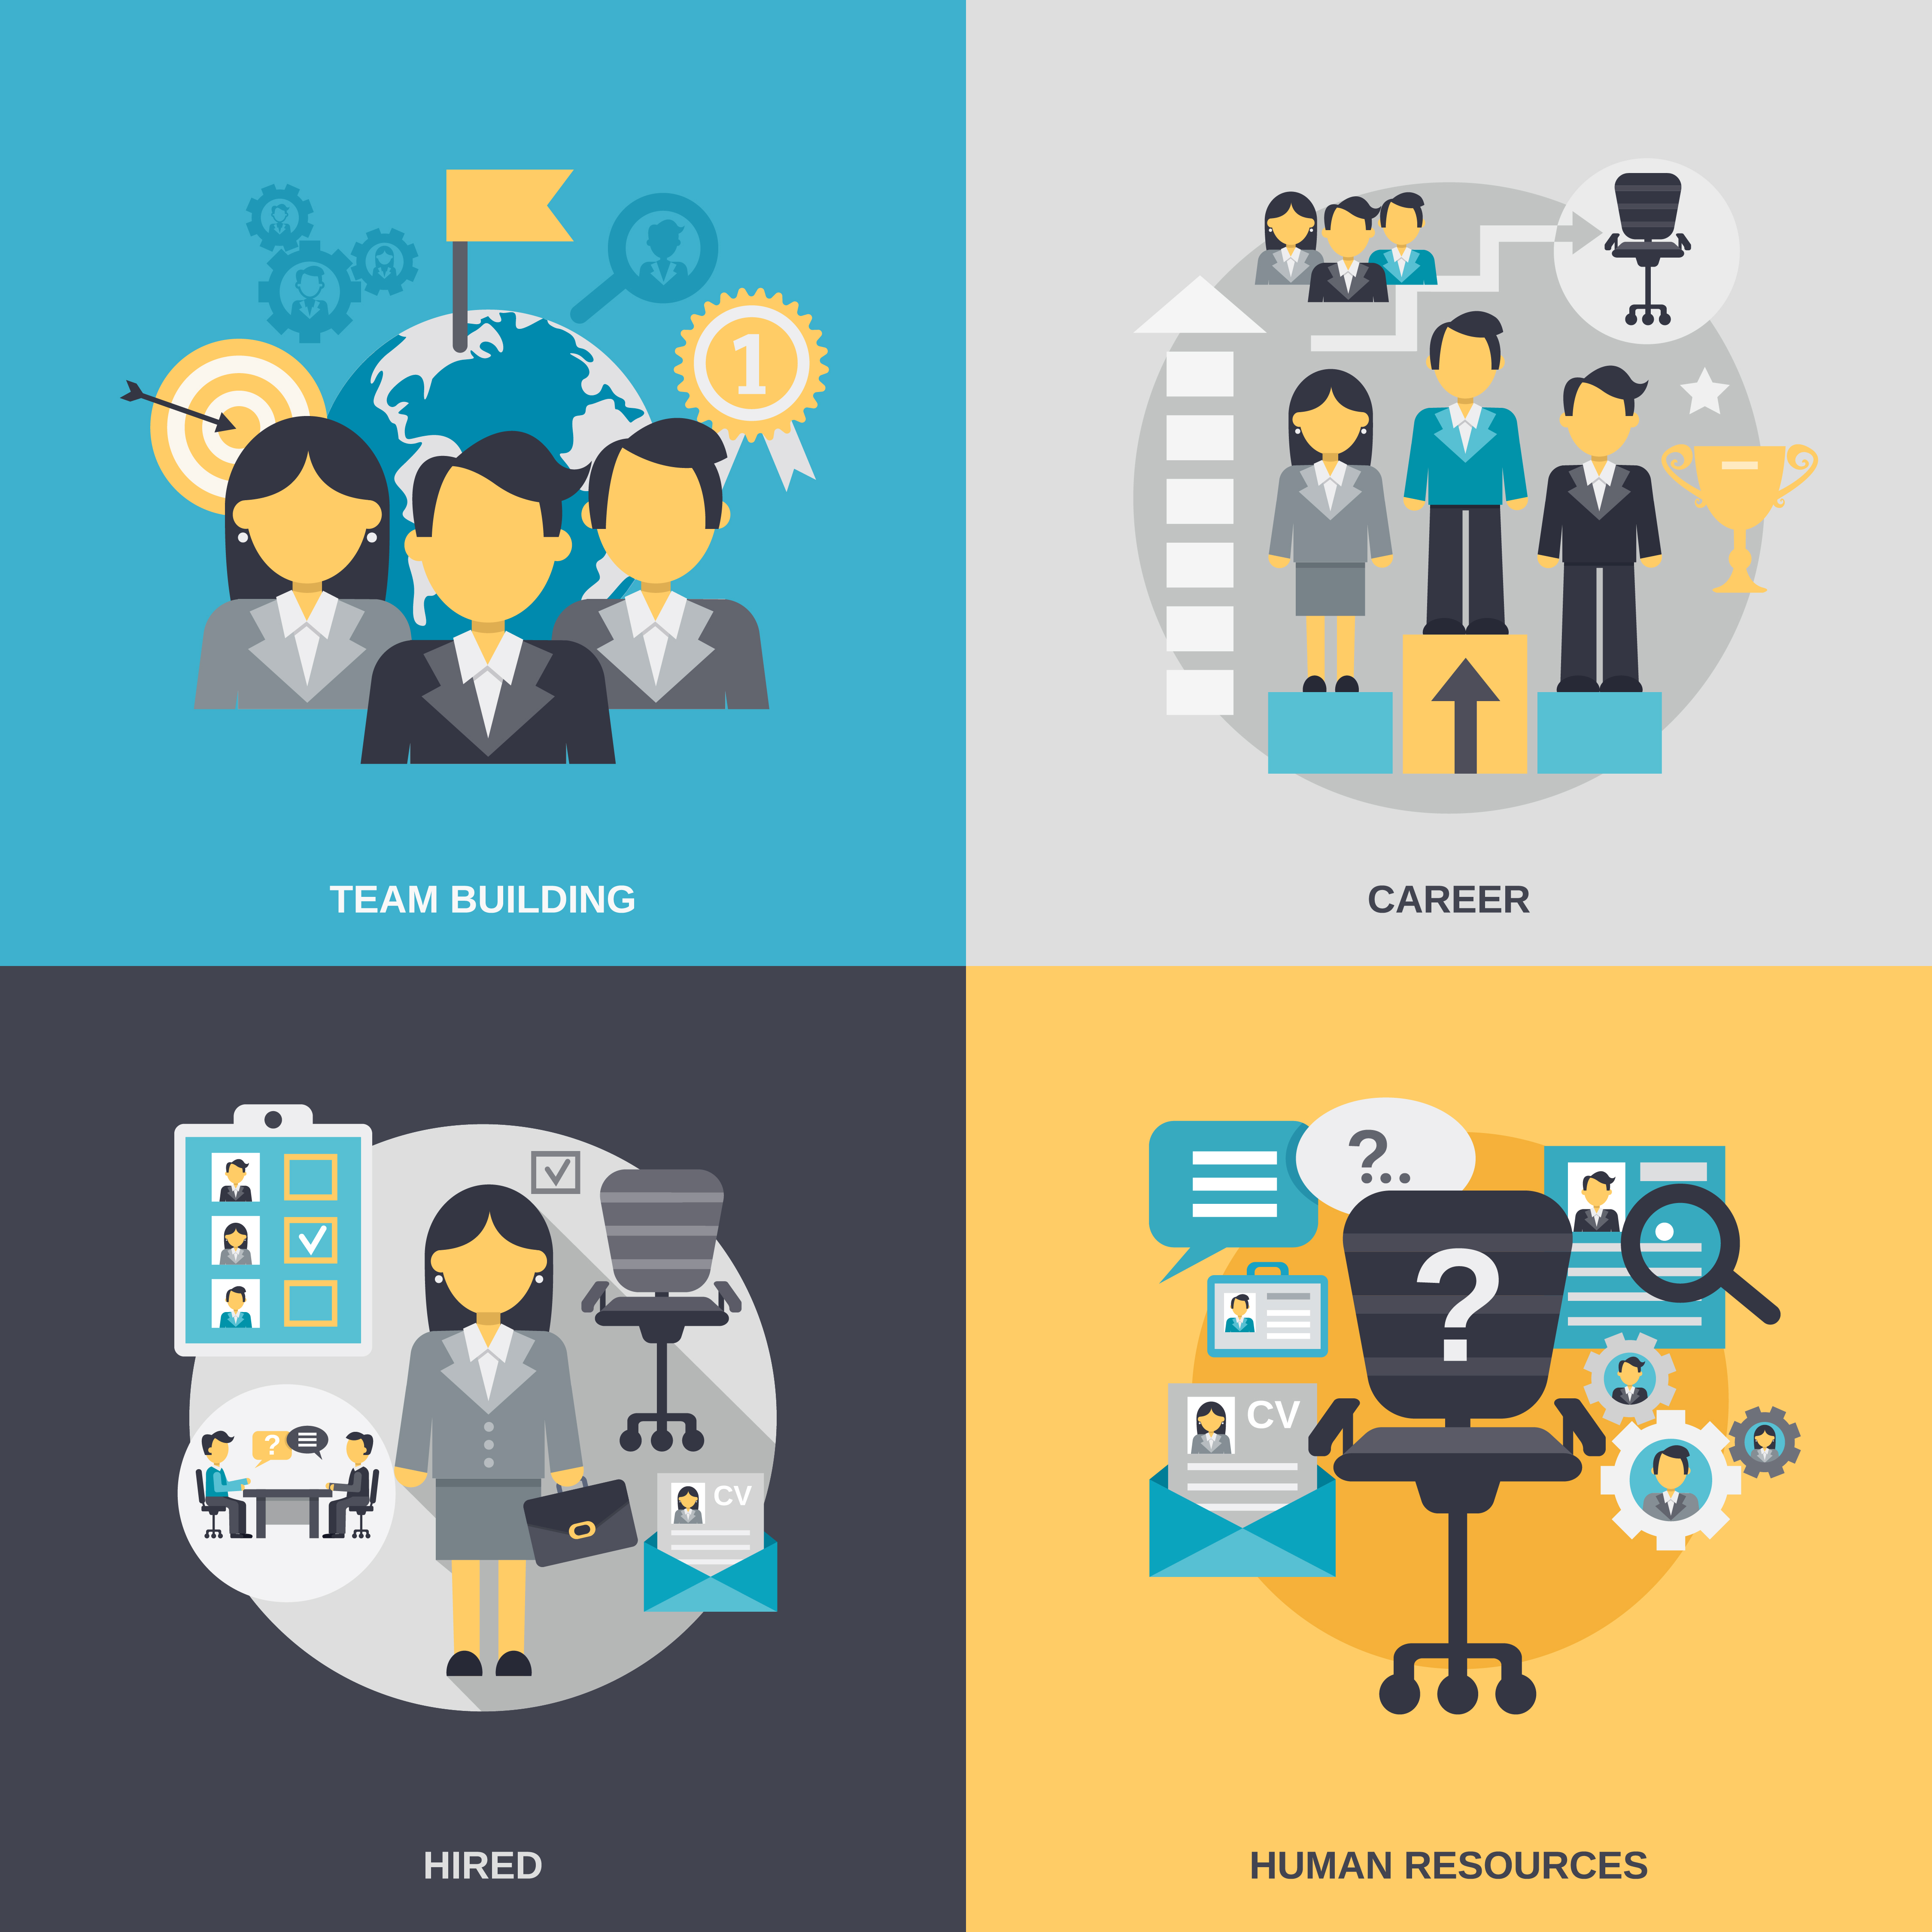 1
TEAM BUILDING
CAREER
?
CV
HIRED
?...
?
CV
HUMAN RESOURCES